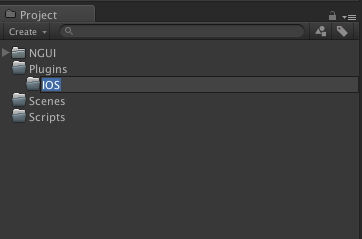 Project
Create
NGUI
Plugins
IOS
Scenes
Scripts